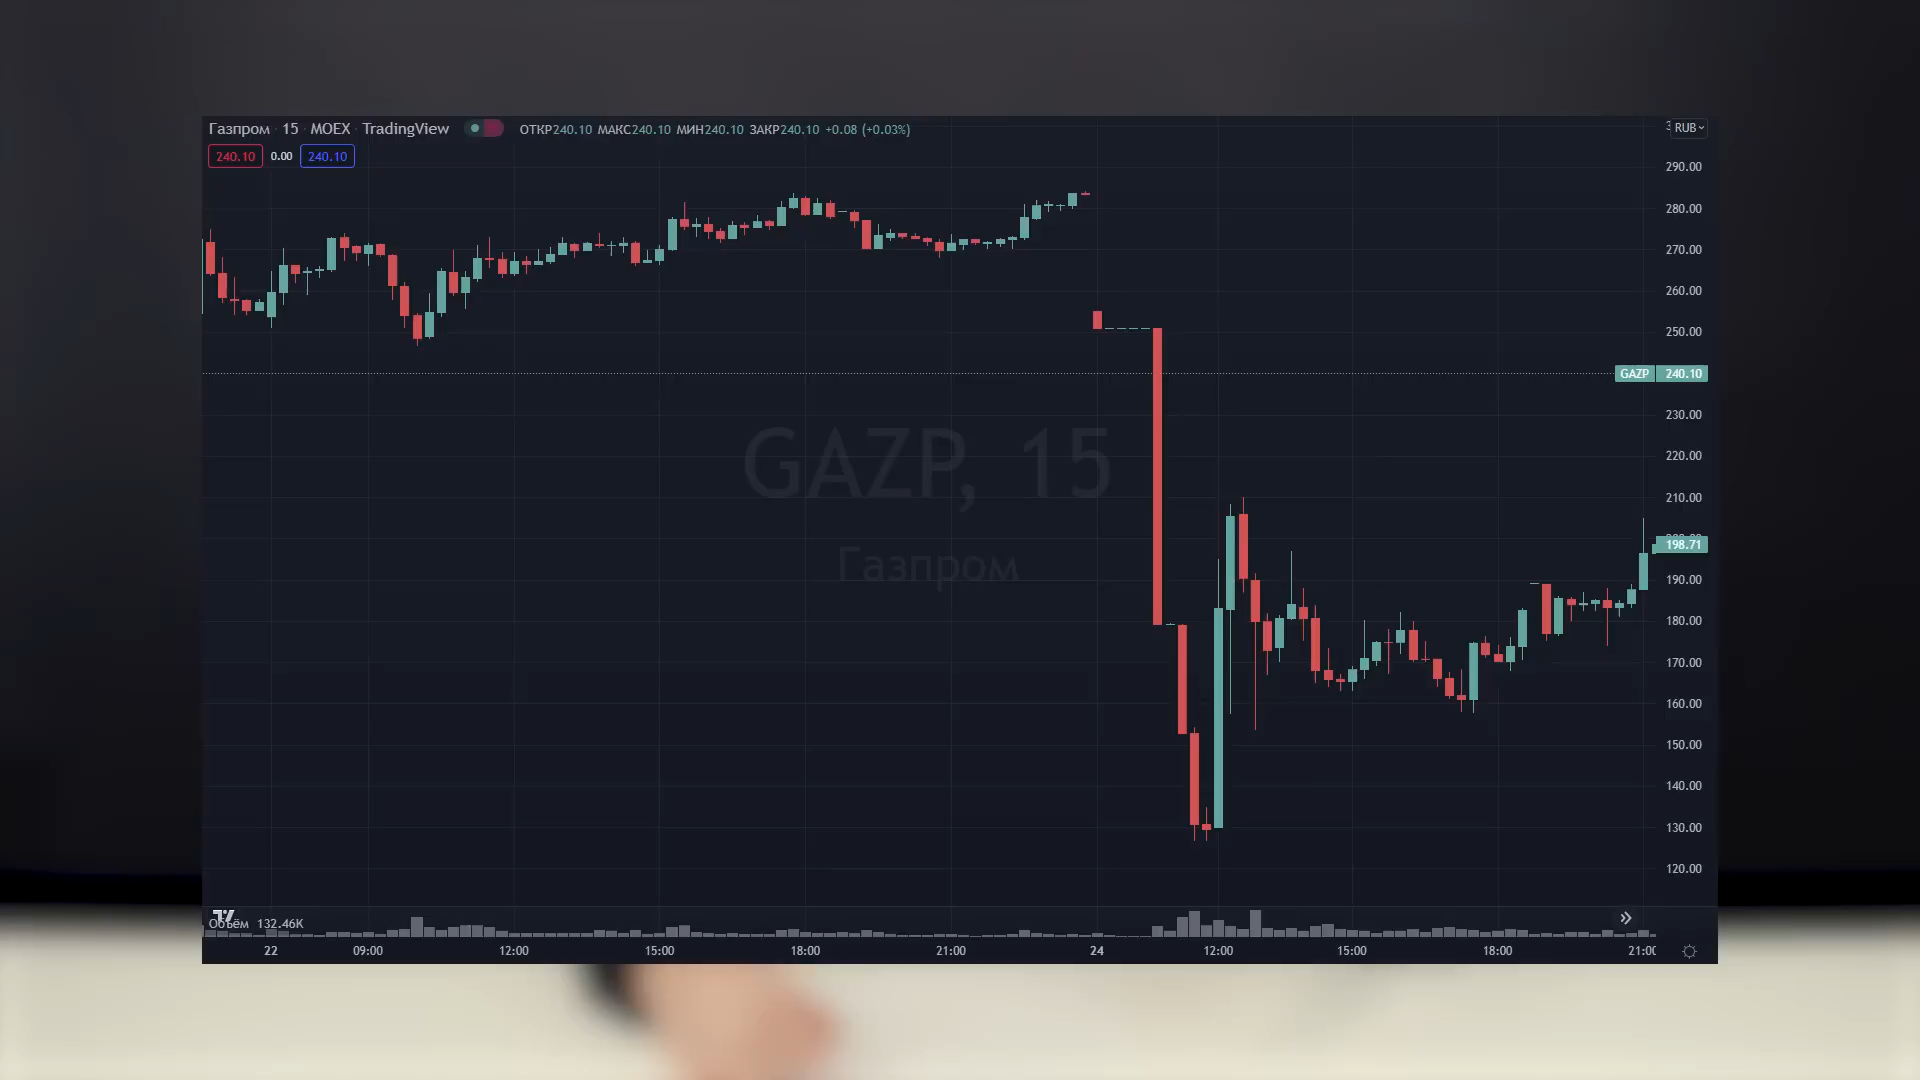 Газпром · 15 · MOEX · TradingView ОТКР240.10 МАКС240.10 МИН240.10 ЗАКР240.10 +0.08 (+0.03%)
RUB
240.10 0.00 240.10
290.00
280.00
270.00
260.00
250.00
GAZP 240.10
230.00
220.00
GAZP, 15
210.00
198.71
Газпром
190.00
180.00
170.00
160.00
150.00
140.00
130.00
120.00
Объём 132.46K
22 09:00 12:00 15:00 18:00 21:00 24 12:00 15:00 18:00 21:00